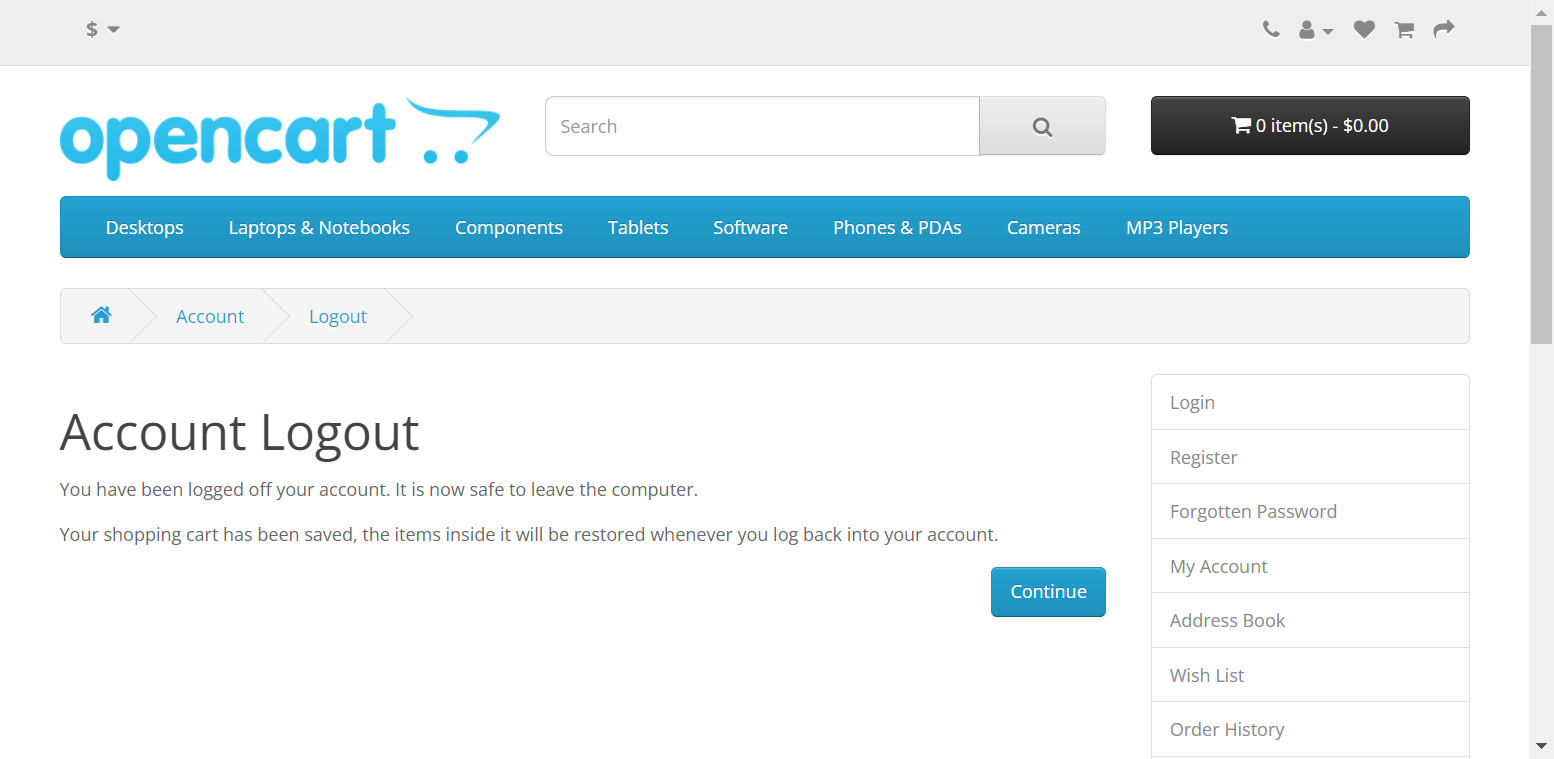 $
opencart
Search
0 item(s) - $0.00
Desktops
Laptops & Notebooks
Components
Tablets
Software
Phones & PDAs
Cameras
MP3 Players
Account
Logout
Account Logout
You have been logged off your account. It is now safe to leave the computer.
Your shopping cart has been saved, the items inside it will be restored whenever you log back into your account.
Continue
Login
Register
Forgotten Password
My Account
Address Book
Wish List
Order History